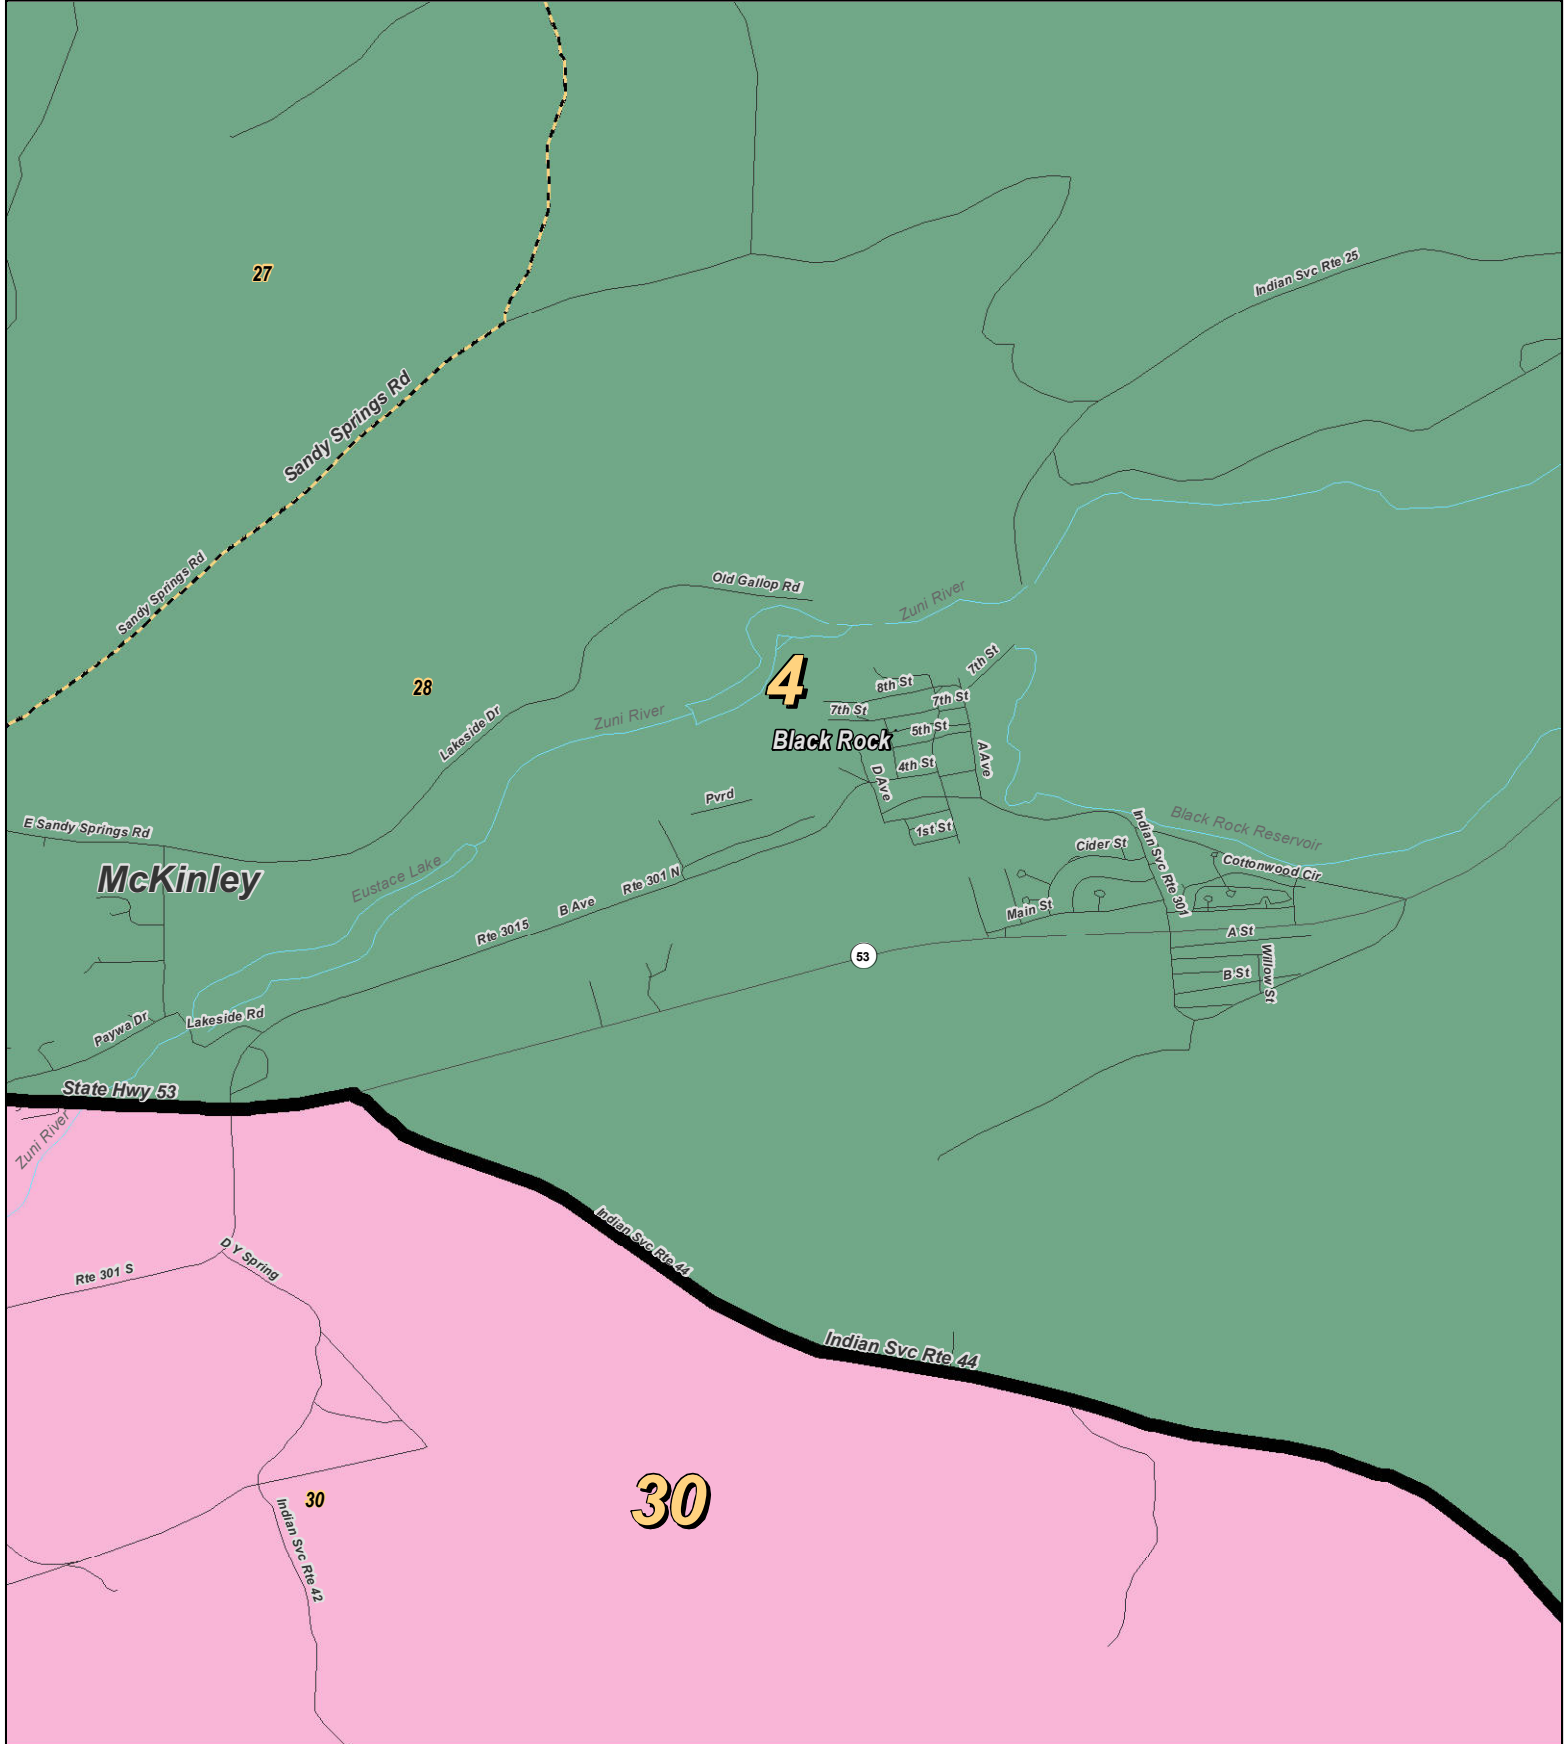 Indian Svc Rte 25
27
Sandy Springs Rd
Sandy Springs Rd
Old Gallop Rd
Zuni River
7th St
4
8th St
28
7th St
7th St
Zuni River
Lakeside Dr
5th St
Black Rock
A Ave
4th St
D Ave
Pvrd
E Sandy Springs Rd
1st St
Black Rock Reservoir
Indian Svc Rte 301
Cider St
Cottonwood Cir
McKinley
Eustace Lake
Rte 301 N
B Ave
Main St
Rte 3015
A St
53
B St
Willow St
Paywa Dr
Lakeside Rd
State Hwy 53
Zuni River
Indian Svc Rte 44
D Y Spring
Rte 301 S
Indian Svc Rte 44
30
30
Indian Svc Rte 42